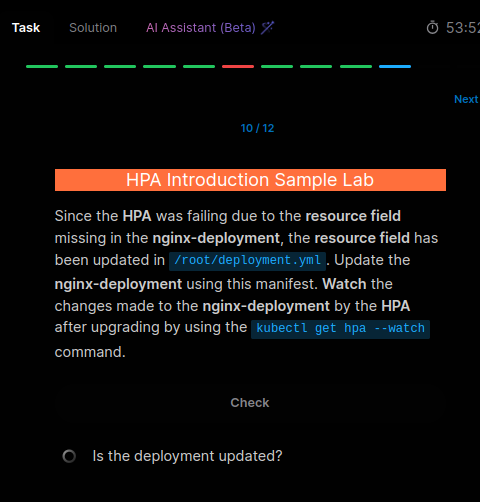 Task Solution AI Assistant (Beta) 53:52
Next
10 / 12
HPA Introduction Sample Lab
Since the HPA was failing due to the resource field
missing in the nginx-deployment, the resource field has
been updated in /root/deployment.yml. Update the
nginx-deployment using this manifest. Watch the
changes made to the nginx-deployment by the HPA
after upgrading by using the kubectl get hpa --watch
command.
Check
Is the deployment updated?